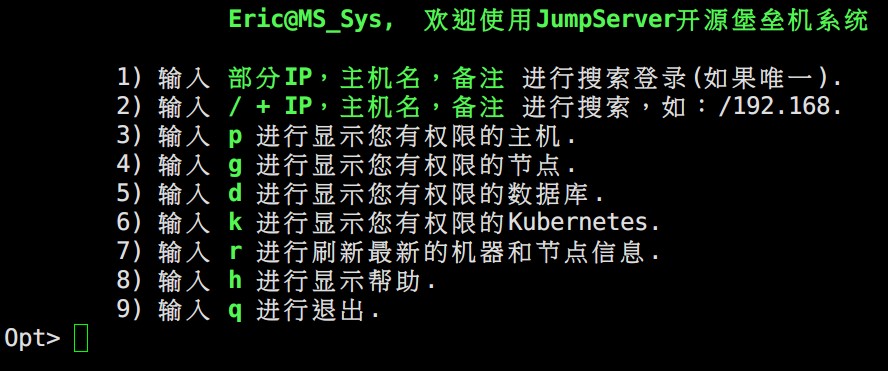 Eric@MS_Sys, 欢迎使用JumpServer开源堡垒机系统
1) 输入 部分IP，主机名，备注 进行搜索登录(如果唯一).
2) 输入 / + IP，主机名，备注 进行搜索，如：/192.168.
3) 输入 p 进行显示您有权限的主机.
4) 输入 g 进行显示您有权限的节点.
5) 输入 d 进行显示您有权限的数据库.
6) 输入 k 进行显示您有权限的Kubernetes.
7) 输入 r 进行刷新最新的机器和节点信息.
8) 输入 h 进行显示帮助.
9) 输入 q 进行退出.
Opt>